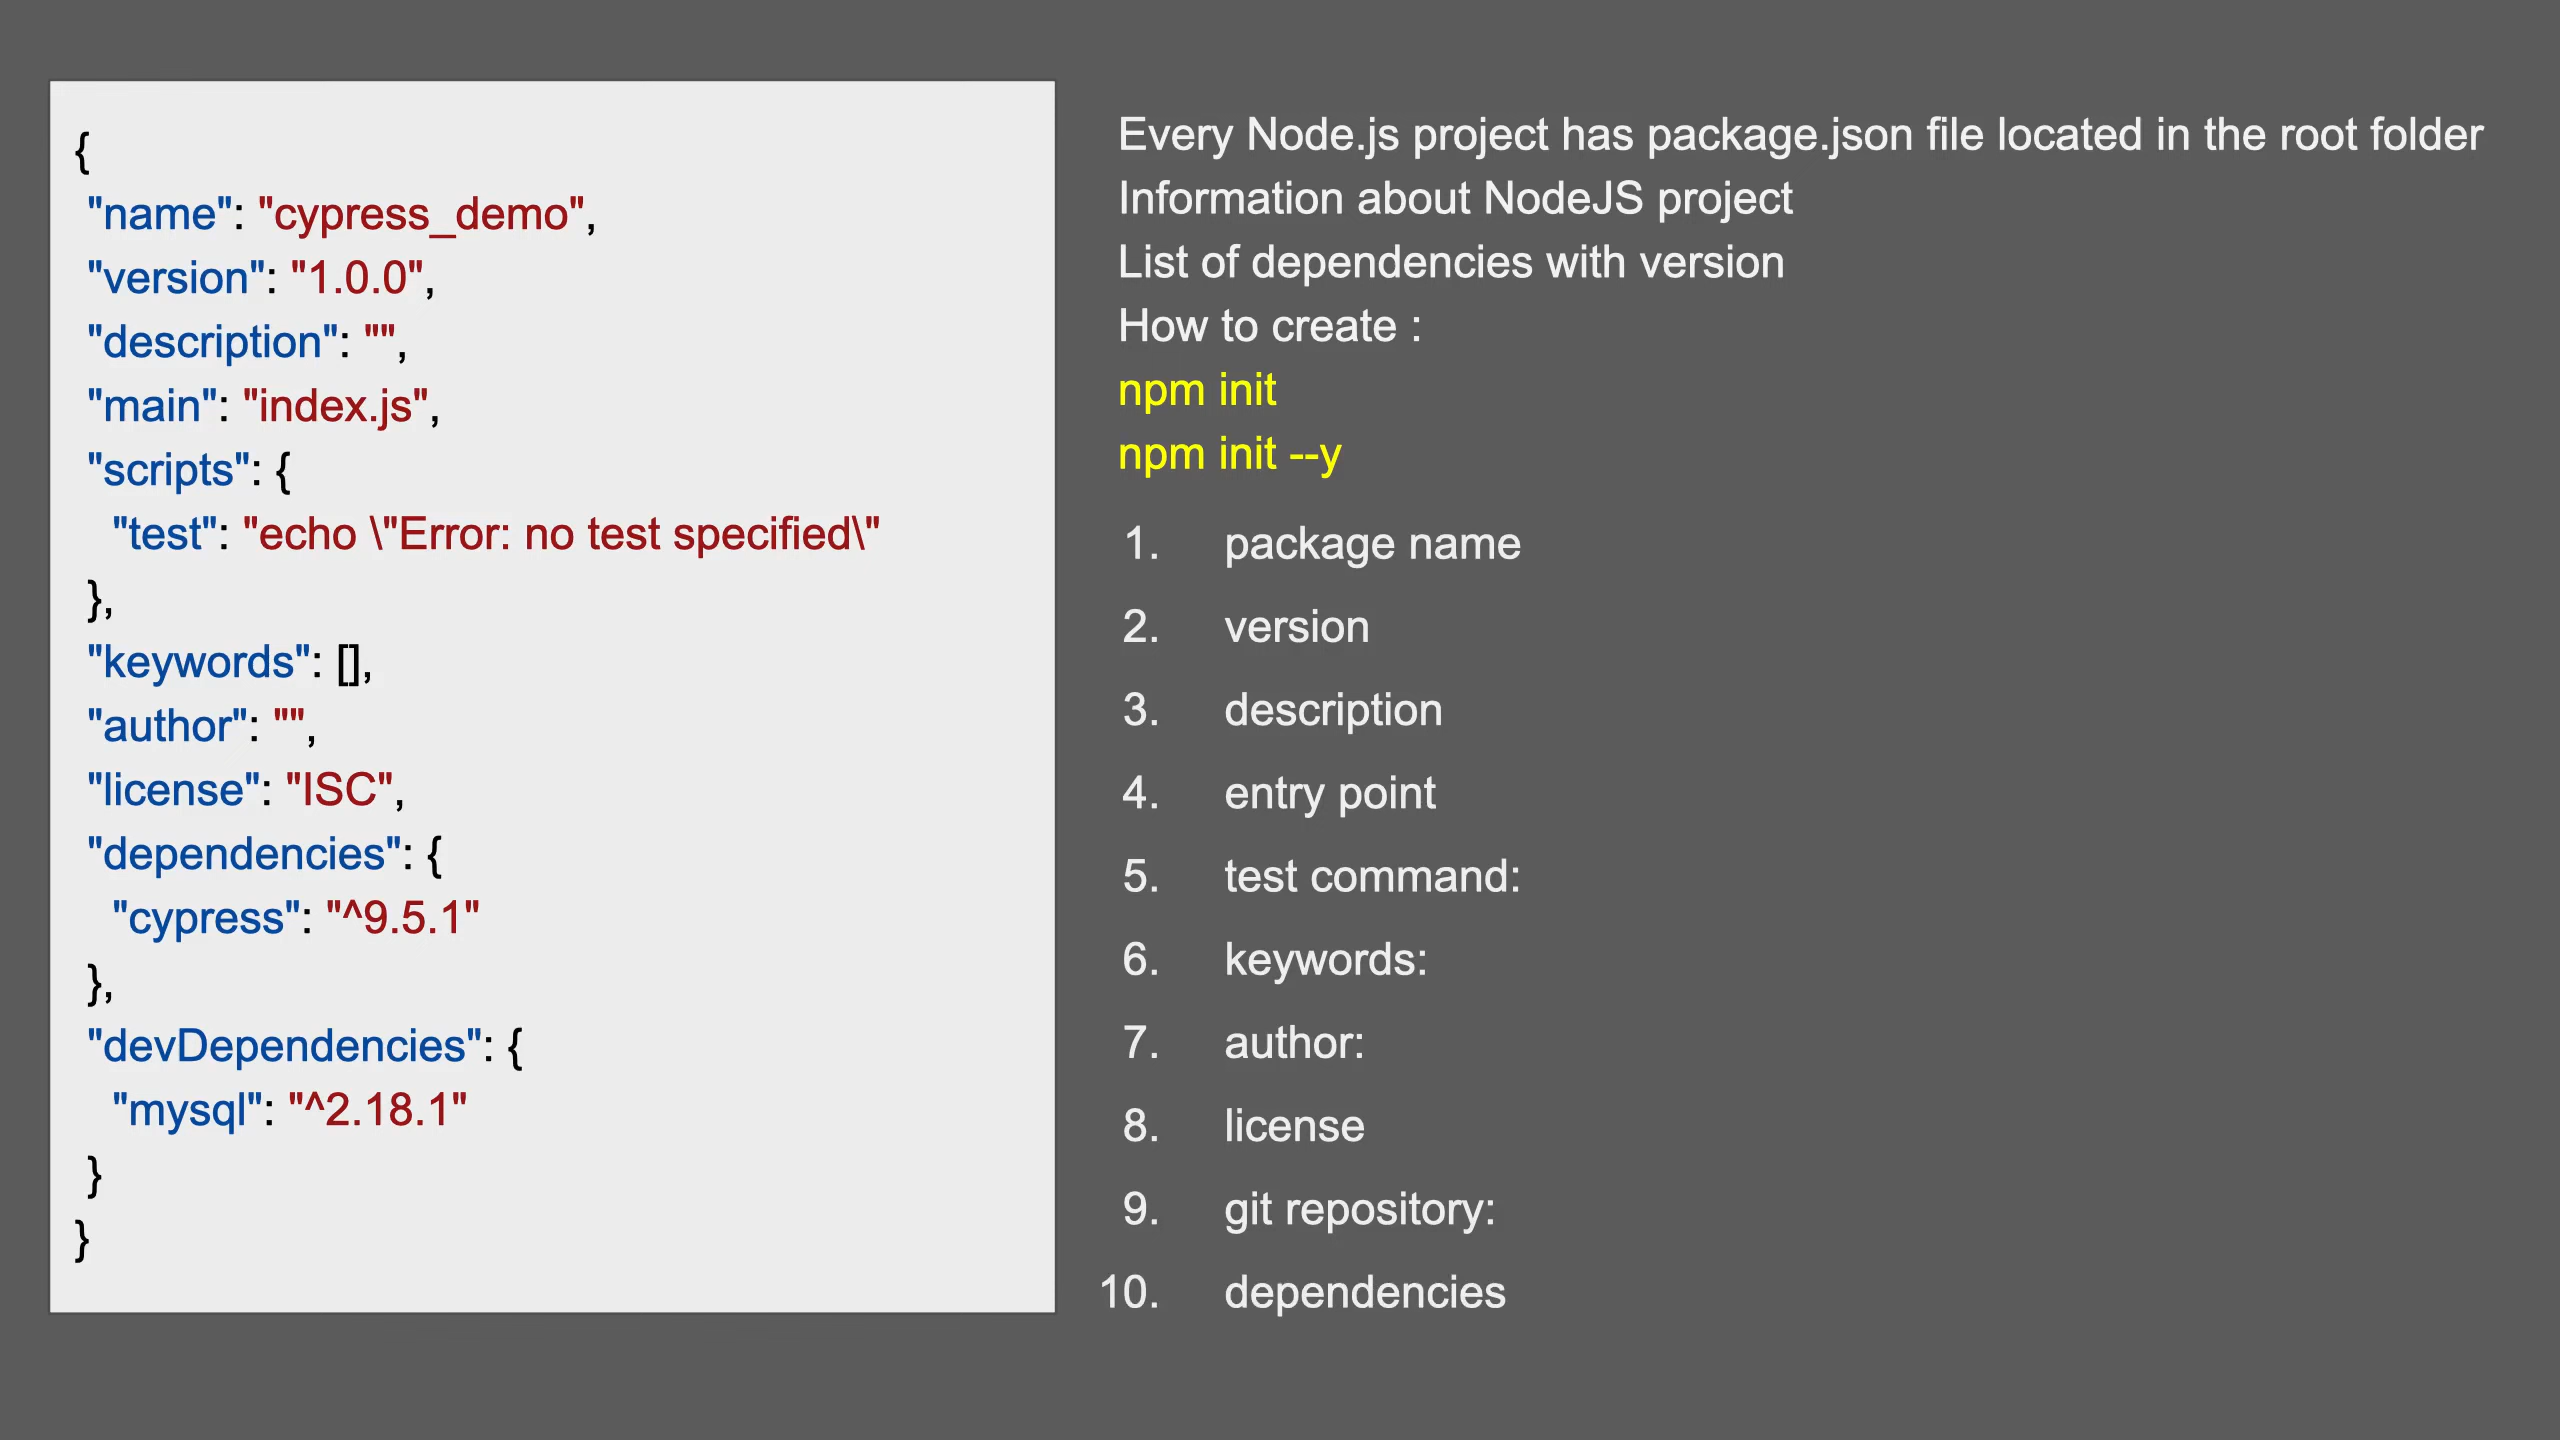 {
"name": "cypress_demo",
"version": "1.0.0",
"description": "",
"main": "index.js",
"scripts": {
"test": "echo \"Error: no test specified\"
},
"keywords": [],
"author": "",
"license": "ISC",
"dependencies": {
"cypress": "^9.5.1"
},
"devDependencies": {
"mysql": "^2.18.1"
}
}
Every Node.js project has package.json file located in the root folder
Information about NodeJS project
List of dependencies with version
How to create :
npm init
npm init --y
1. package name
2. version
3. description
4. entry point
5. test command:
6. keywords:
7. author:
8. license
9. git repository:
10. dependencies